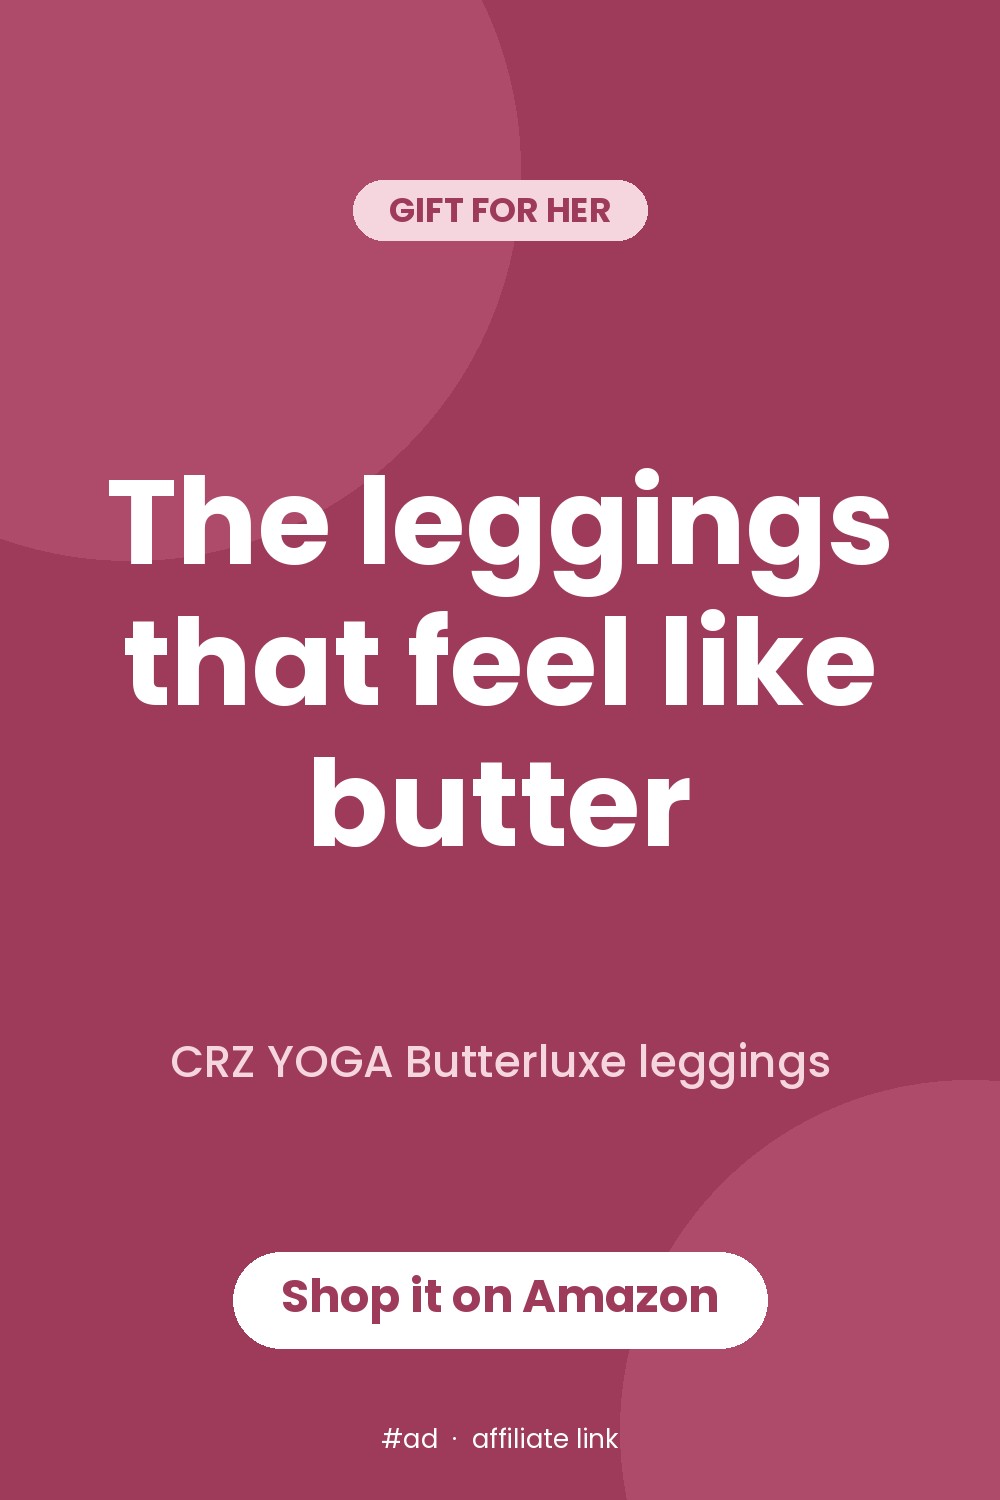 GIFT FOR HER
The leggings
that feel like
butter
CRZ YOGA Butterluxe leggings
Shop it on Amazon
#ad · affiliate link